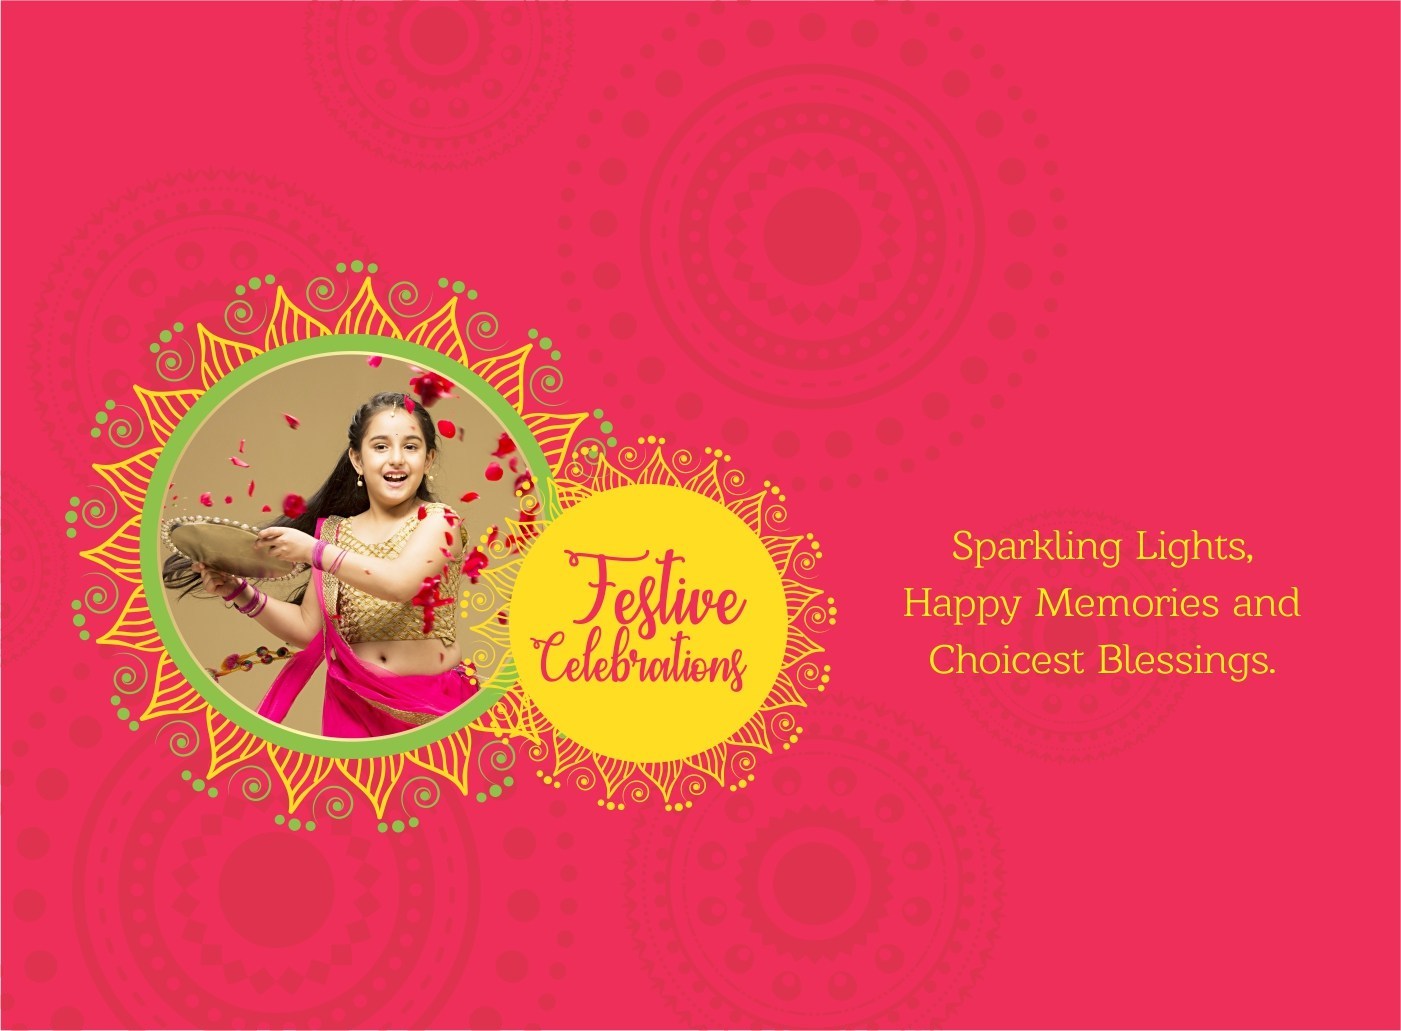 Festive
Celebrations
Sparkling Lights,
Happy Memories and
Choicest Blessings.